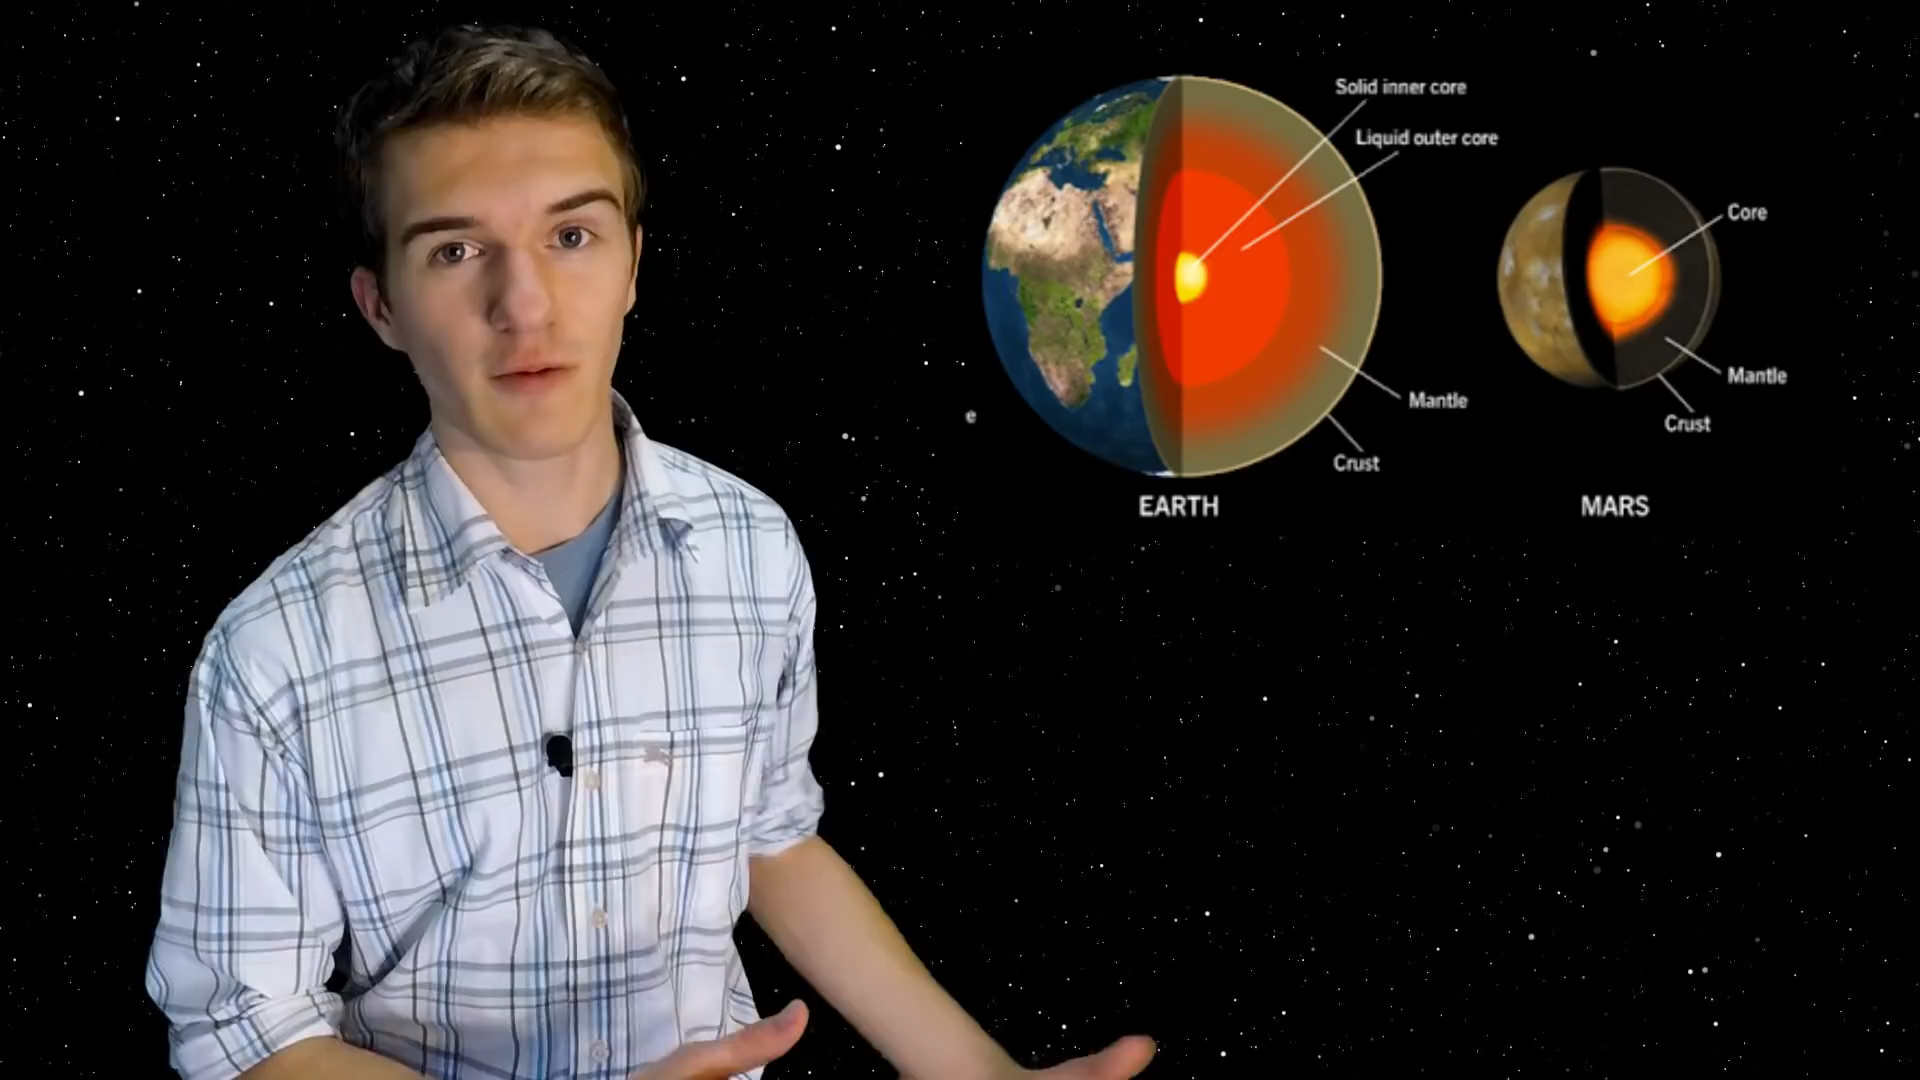 Solid inner core
Liquid outer core
Mantle
Crust
EARTH
Core
Mantle
Crust
MARS
e